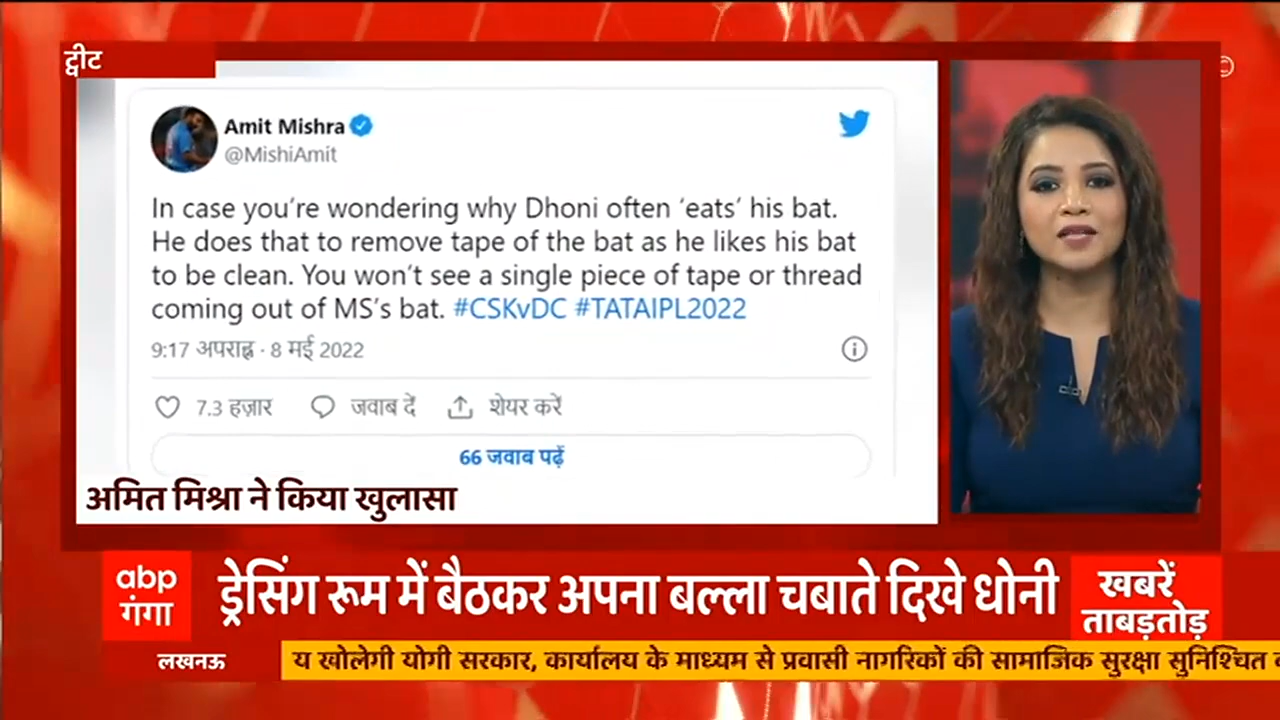 ट्वीट
Amit Mishra
@MishiAmit
In case you're wondering why Dhoni often 'eats' his bat.
He does that to remove tape of the bat as he likes his bat
to be clean. You won't see a single piece of tape or thread
coming out of MS's bat. #CSKvDC #TATAIPL2022
9:17 अपराह्न · 8 मई 2022
7.3 हज़ार जवाब दें शेयर करें
66 जवाब पढ़ें
अमित मिश्रा ने किया खुलासा
abp
गंगा
ड्रेसिंग रूम में बैठकर अपना बल्ला चबाते दिखे धोनी
खबरें
ताबड़तोड़
लखनऊ
य खोलेगी योगी सरकार, कार्यालय के माध्यम से प्रवासी नागरिकों की सामाजिक सुरक्षा सुनिश्चित